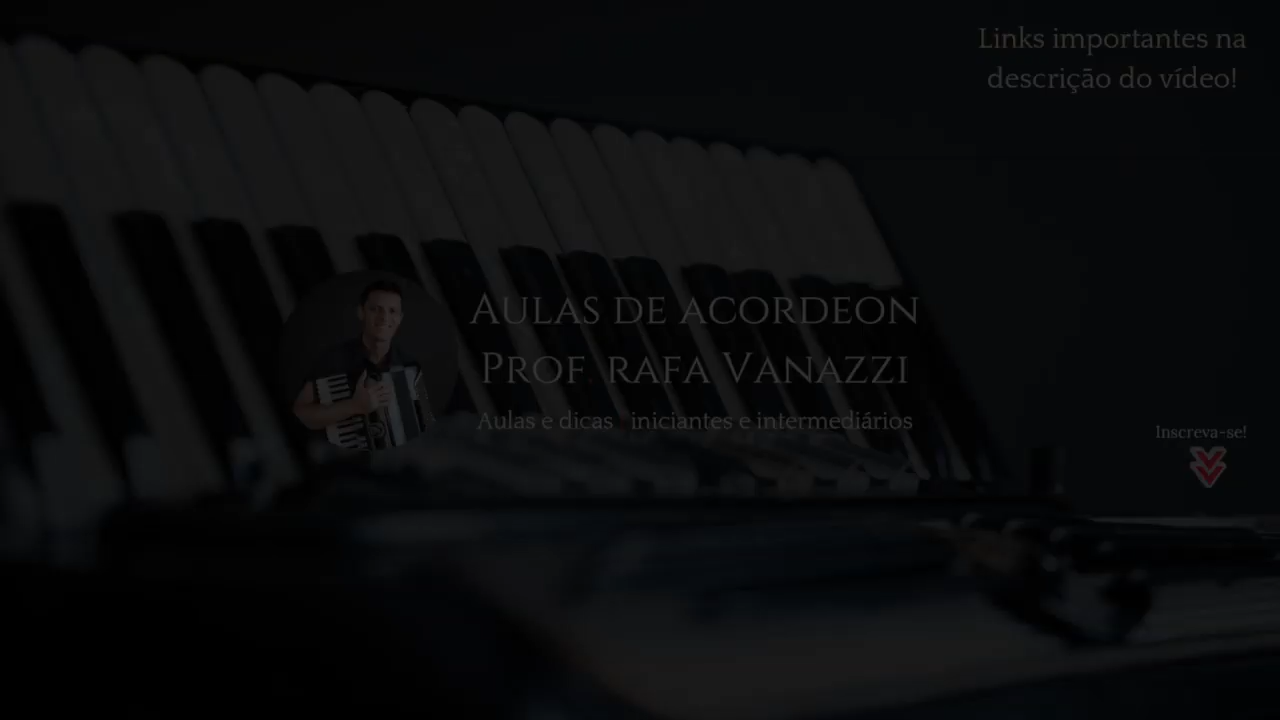 Links importantes na
descrição do vídeo!
AULAS DE ACORDEON
PROF. RAFA VANAZZI
Aulas e dicas iniciantes e intermediários
Inscreva-se!